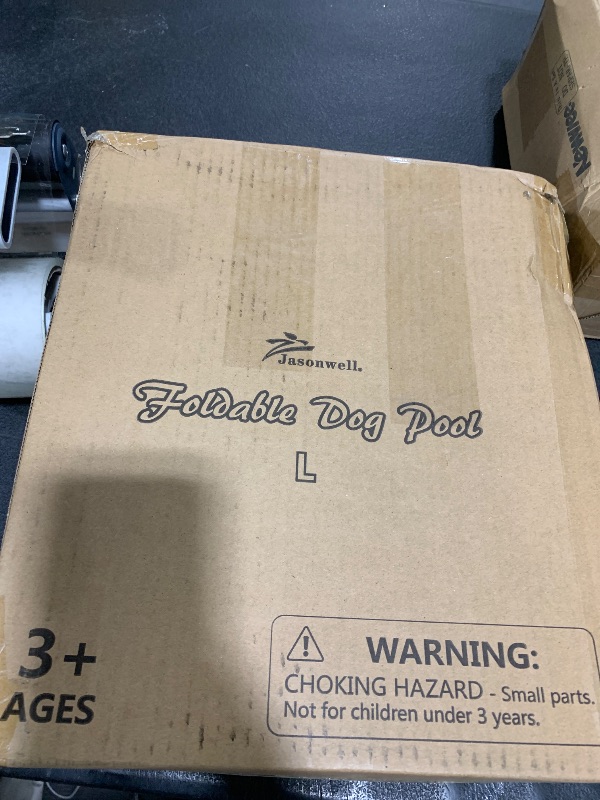 Jasonwell.
Foldable Dog Pool
L
3+
AGES
WARNING:
CHOKING HAZARD - Small parts.
Not for children under 3 years.